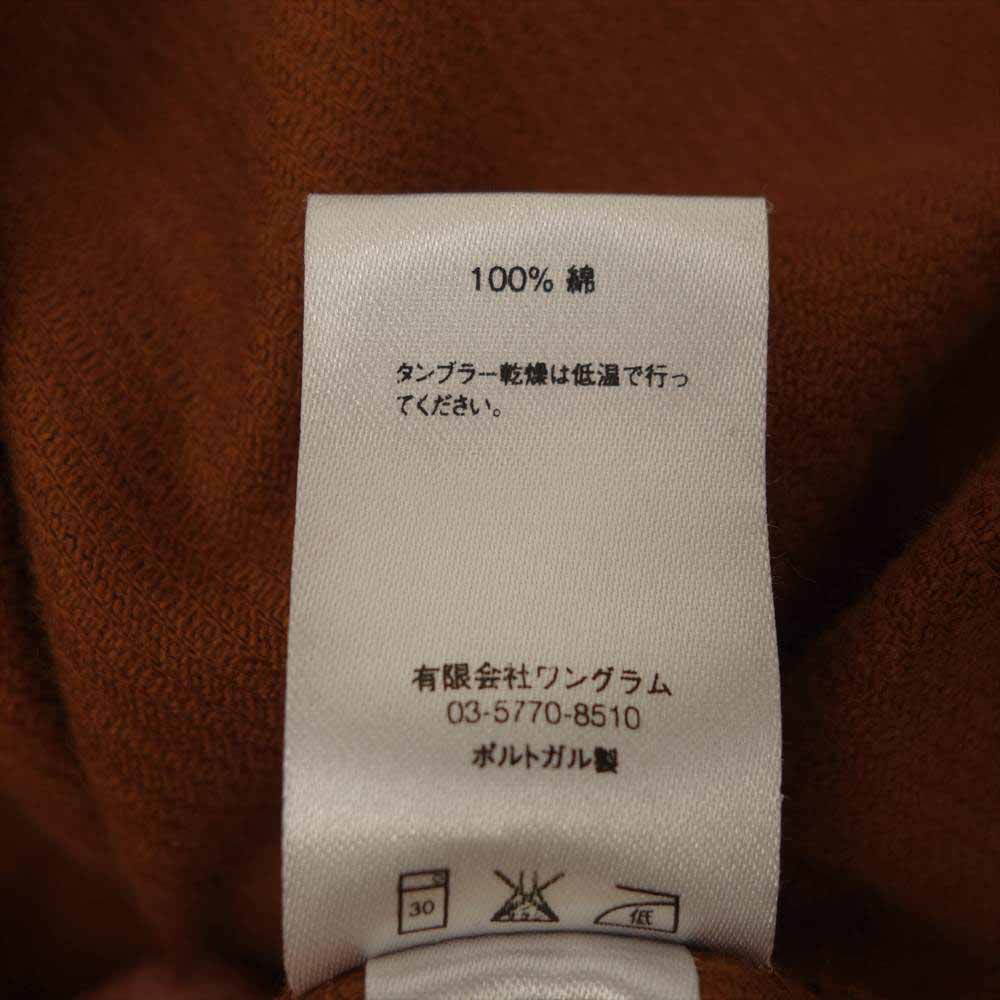 100% 綿
タンブラー乾燥は低温で行っ
てください。
有限会社ワングラム
03-5770-8510
ポルトガル製
30
低